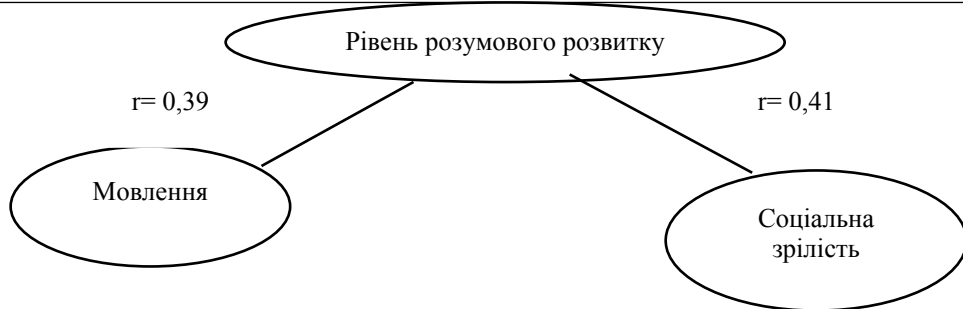 Рівень розумового розвитку
r= 0,39
r= 0,41
Мовлення
Соціальна
зрілість